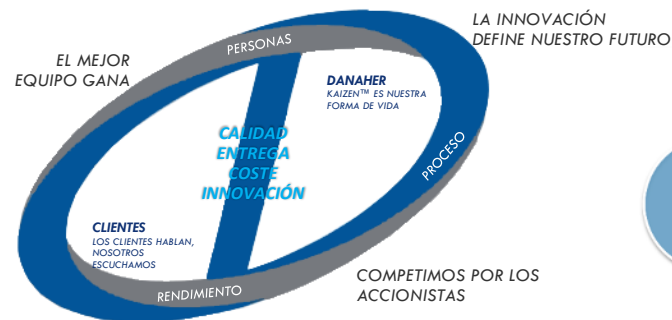 LA INNOVACIÓN
DEFINE NUESTRO FUTURO
EL MEJOR
EQUIPO GANA
PERSONAS
DANAHER
KAIZEN™ ES NUESTRA
FORMA DE VIDA
CALIDAD
ENTREGA
COSTE
INNOVACIÓN
PROCESO
CLIENTES
LOS CLIENTES HABLAN,
NOSOTROS
ESCUCHAMOS
RENDIMIENTO
COMPETIMOS POR LOS
ACCIONISTAS